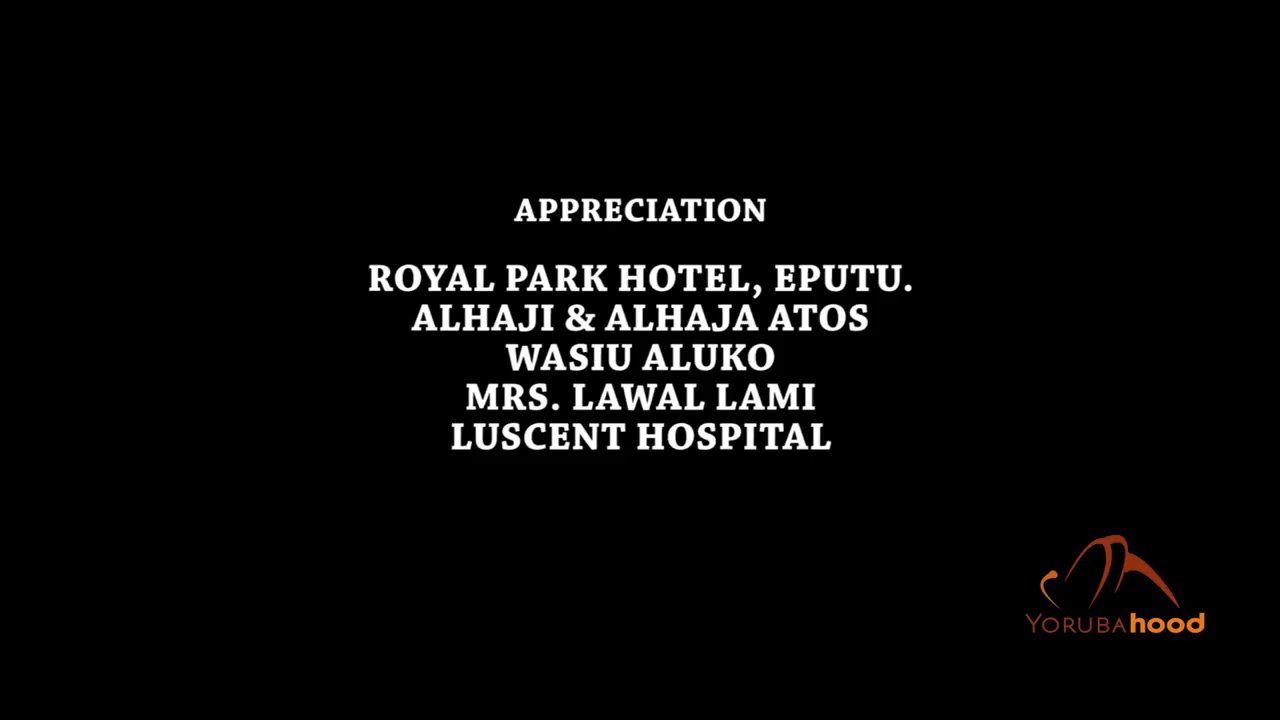 APPRECIATION
ROYAL PARK HOTEL, EPUTU.
ALHAJI & ALHAJA ATOS
WASIU ALUKO
MRS. LAWAL LAMI
LUSCENT HOSPITAL
YORUBAhood